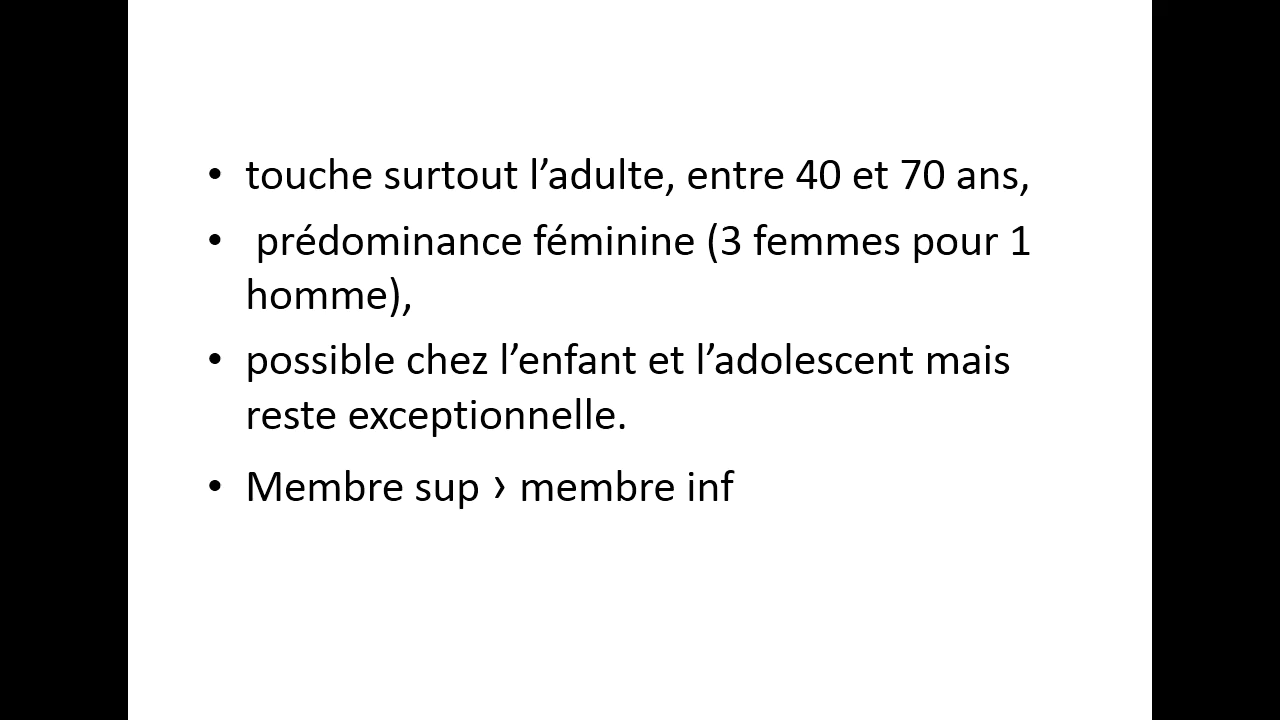 • touche surtout l’adulte, entre 40 et 70 ans,
• prédominance féminine (3 femmes pour 1
homme),
• possible chez l’enfant et l’adolescent mais
reste exceptionnelle.
• Membre sup › membre inf